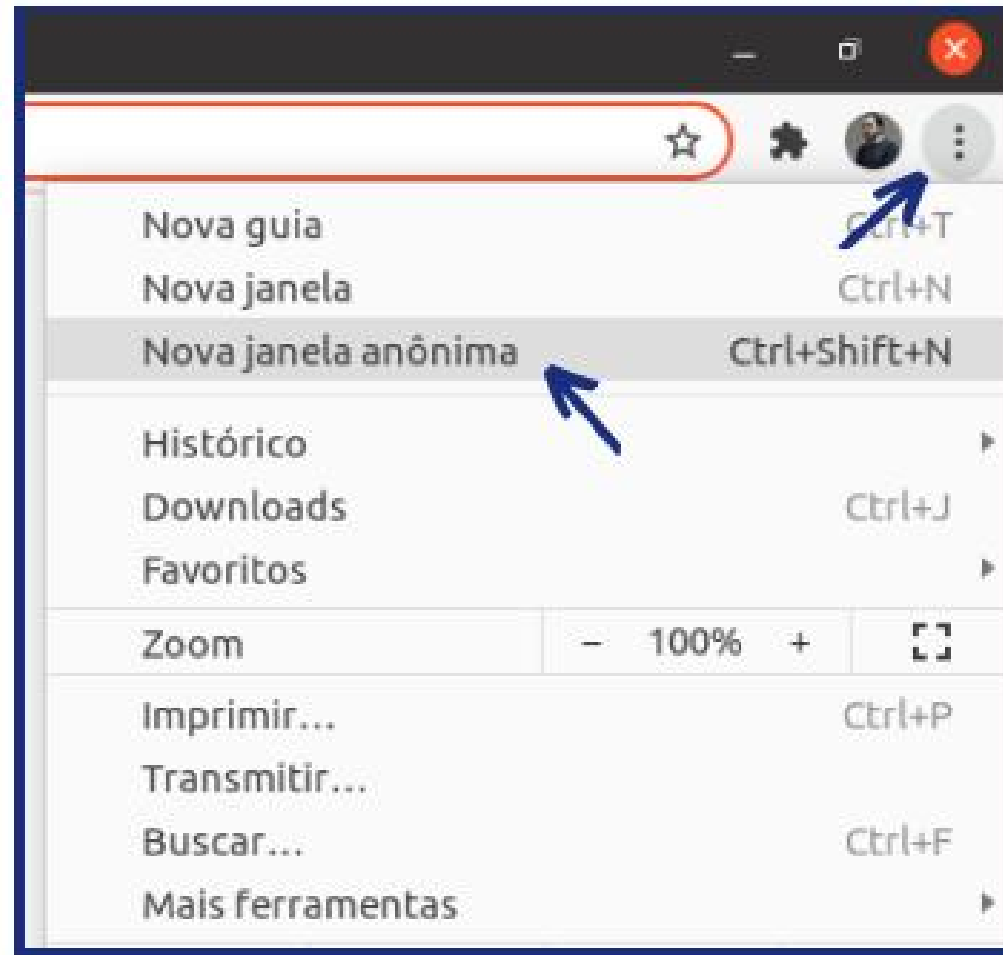 Nova guia Ctrl+T
Nova janela Ctrl+N
Nova janela anônima Ctrl+Shift+N
Histórico
Downloads Ctrl+J
Favoritos
Zoom - 100% +
Imprimir... Ctrl+P
Transmitir...
Buscar... Ctrl+F
Mais ferramentas